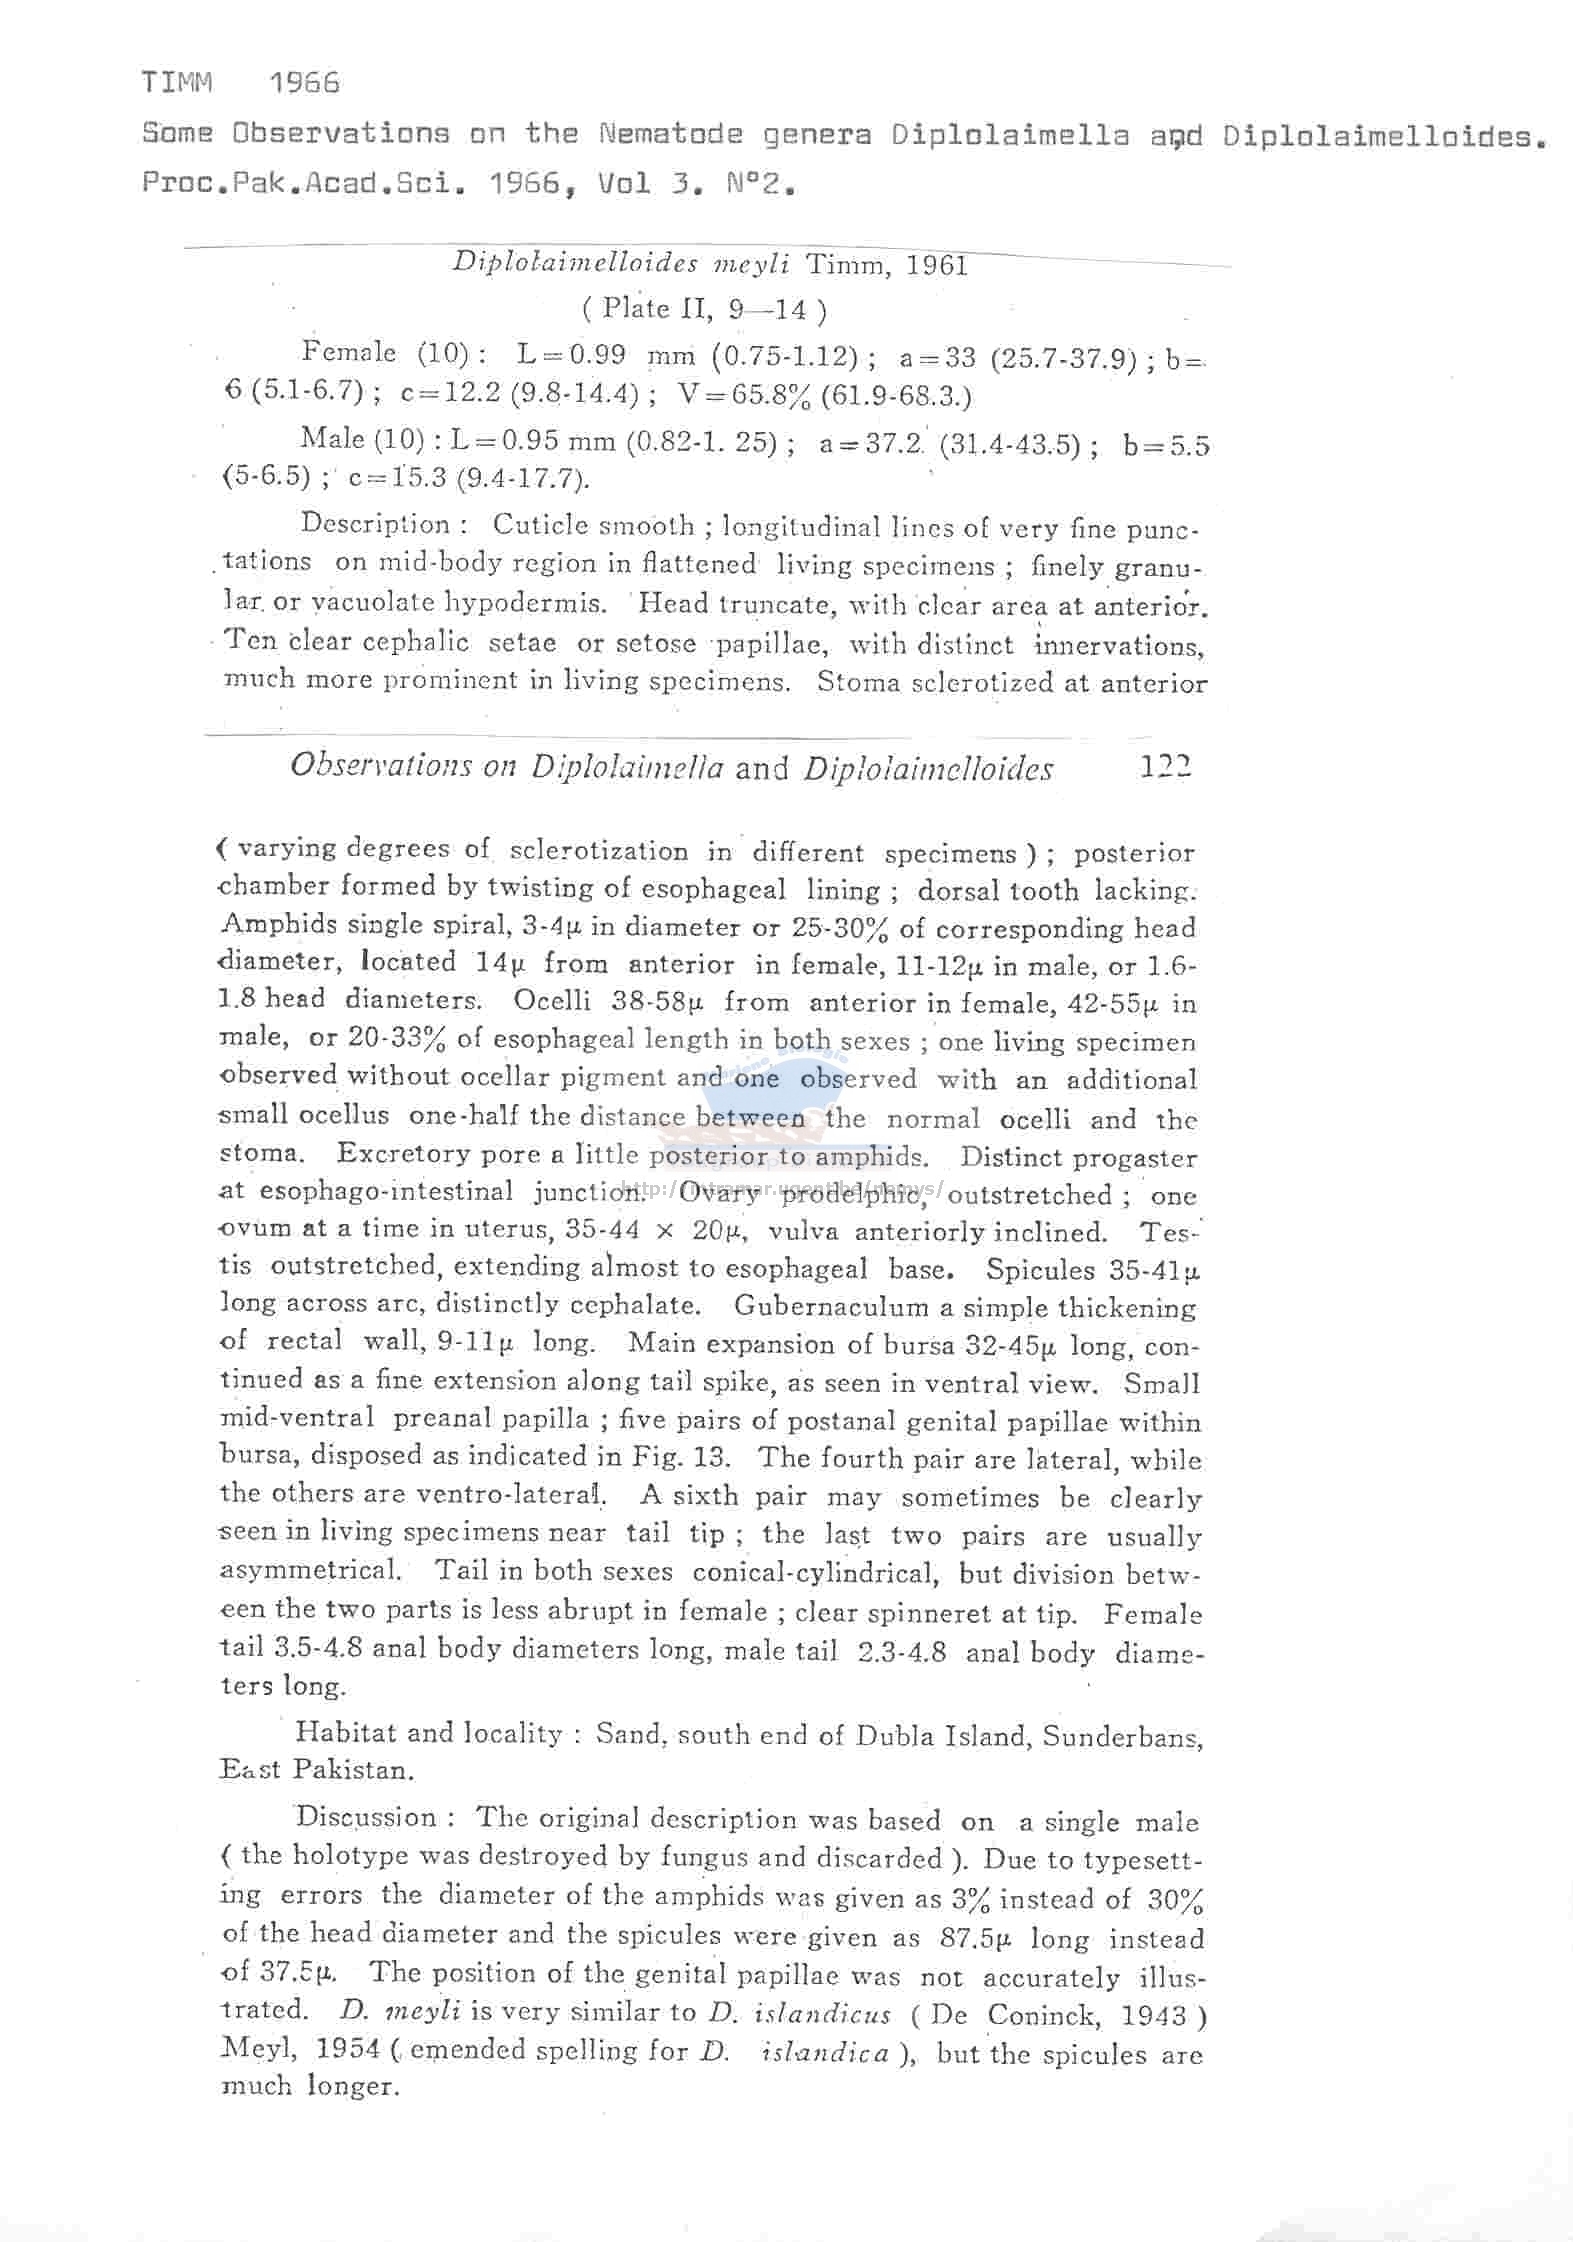 TIMM 1966
Some Observations on the Nematode genera Diplolaimella and Diplolaimelloides.
Proc.Pak.Acad.Sci. 1966, Vol 3. N°2.
Diplolaimelloides meyli Timm, 1961
( Plate II, 9—14 )
Female (10) : L=0.99 mm (0.75-1.12) ; a=33 (25.7-37.9) ; b=
6 (5.1-6.7) ; c=12.2 (9.8-14.4) ; V=65.8% (61.9-68.3.)
Male (10) : L=0.95 mm (0.82-1. 25) ; a=37.2. (31.4-43.5) ; b=5.5
(5-6.5) ; c=15.3 (9.4-17.7).
Description : Cuticle smooth ; longitudinal lines of very fine punc-
tations on mid-body region in flattened living specimens ; finely granu-
lar or vacuolate hypodermis. Head truncate, with clear area at anterior.
Ten clear cephalic setae or setose papillae, with distinct innervations,
much more prominent in living specimens. Stoma sclerotized at anterior
Observations on Diplolaimella and Diplolaimelloides 122
( varying degrees of sclerotization in different specimens ) ; posterior
chamber formed by twisting of esophageal lining ; dorsal tooth lacking.
Amphids single spiral, 3-4µ in diameter or 25-30% of corresponding head
diameter, located 14µ from anterior in female, 11-12µ in male, or 1.6-
1.8 head diameters. Ocelli 38-58µ from anterior in female, 42-55µ in
male, or 20-33% of esophageal length in both sexes ; one living specimen
observed without ocellar pigment and one observed with an additional
small ocellus one-half the distance between the normal ocelli and the
stoma. Excretory pore a little posterior to amphids. Distinct progaster
at esophago-intestinal junction. Ovary prodelphic, outstretched ; one
http://intramar.ugent.be/nemys/
ovum at a time in uterus, 35-44 × 20µ, vulva anteriorly inclined. Tes-
tis outstretched, extending almost to esophageal base. Spicules 35-41µ
long across arc, distinctly cephalate. Gubernaculum a simple thickening
of rectal wall, 9-11µ long. Main expansion of bursa 32-45µ long, con-
tinued as a fine extension along tail spike, as seen in ventral view. Small
mid-ventral preanal papilla ; five pairs of postanal genital papillae within
bursa, disposed as indicated in Fig. 13. The fourth pair are lateral, while
the others are ventro-lateral. A sixth pair may sometimes be clearly
seen in living specimens near tail tip ; the last two pairs are usually
asymmetrical. Tail in both sexes conical-cylindrical, but division betw-
een the two parts is less abrupt in female ; clear spinneret at tip. Female
tail 3.5-4.8 anal body diameters long, male tail 2.3-4.8 anal body diame-
ters long.
Habitat and locality : Sand, south end of Dubla Island, Sunderbans,
East Pakistan.
Discussion : The original description was based on a single male
( the holotype was destroyed by fungus and discarded ). Due to typesett-
ing errors the diameter of the amphids was given as 3% instead of 30%
of the head diameter and the spicules were given as 87.5µ long instead
of 37.5µ. The position of the genital papillae was not accurately illus-
trated. D. meyli is very similar to D. islandicus ( De Coninck, 1943 )
Meyl, 1954 ( emended spelling for D. islandica ), but the spicules are
much longer.